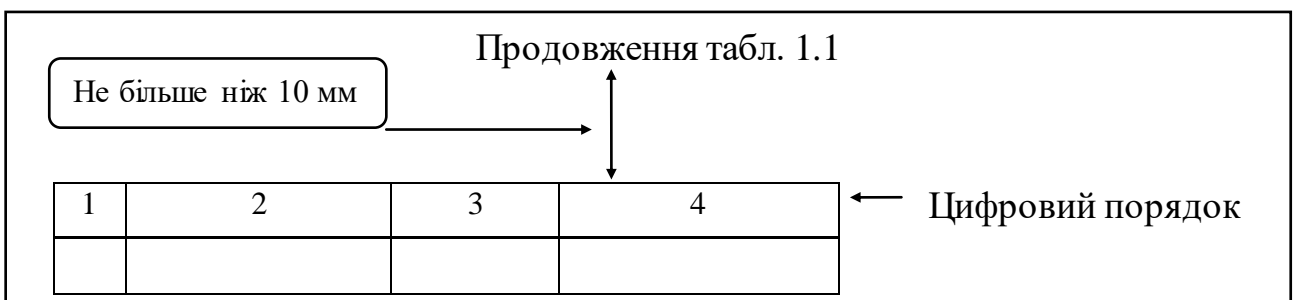 Продовження табл. 1.1
Не більше ніж 10 мм
1 2 3 4
Цифровий порядок